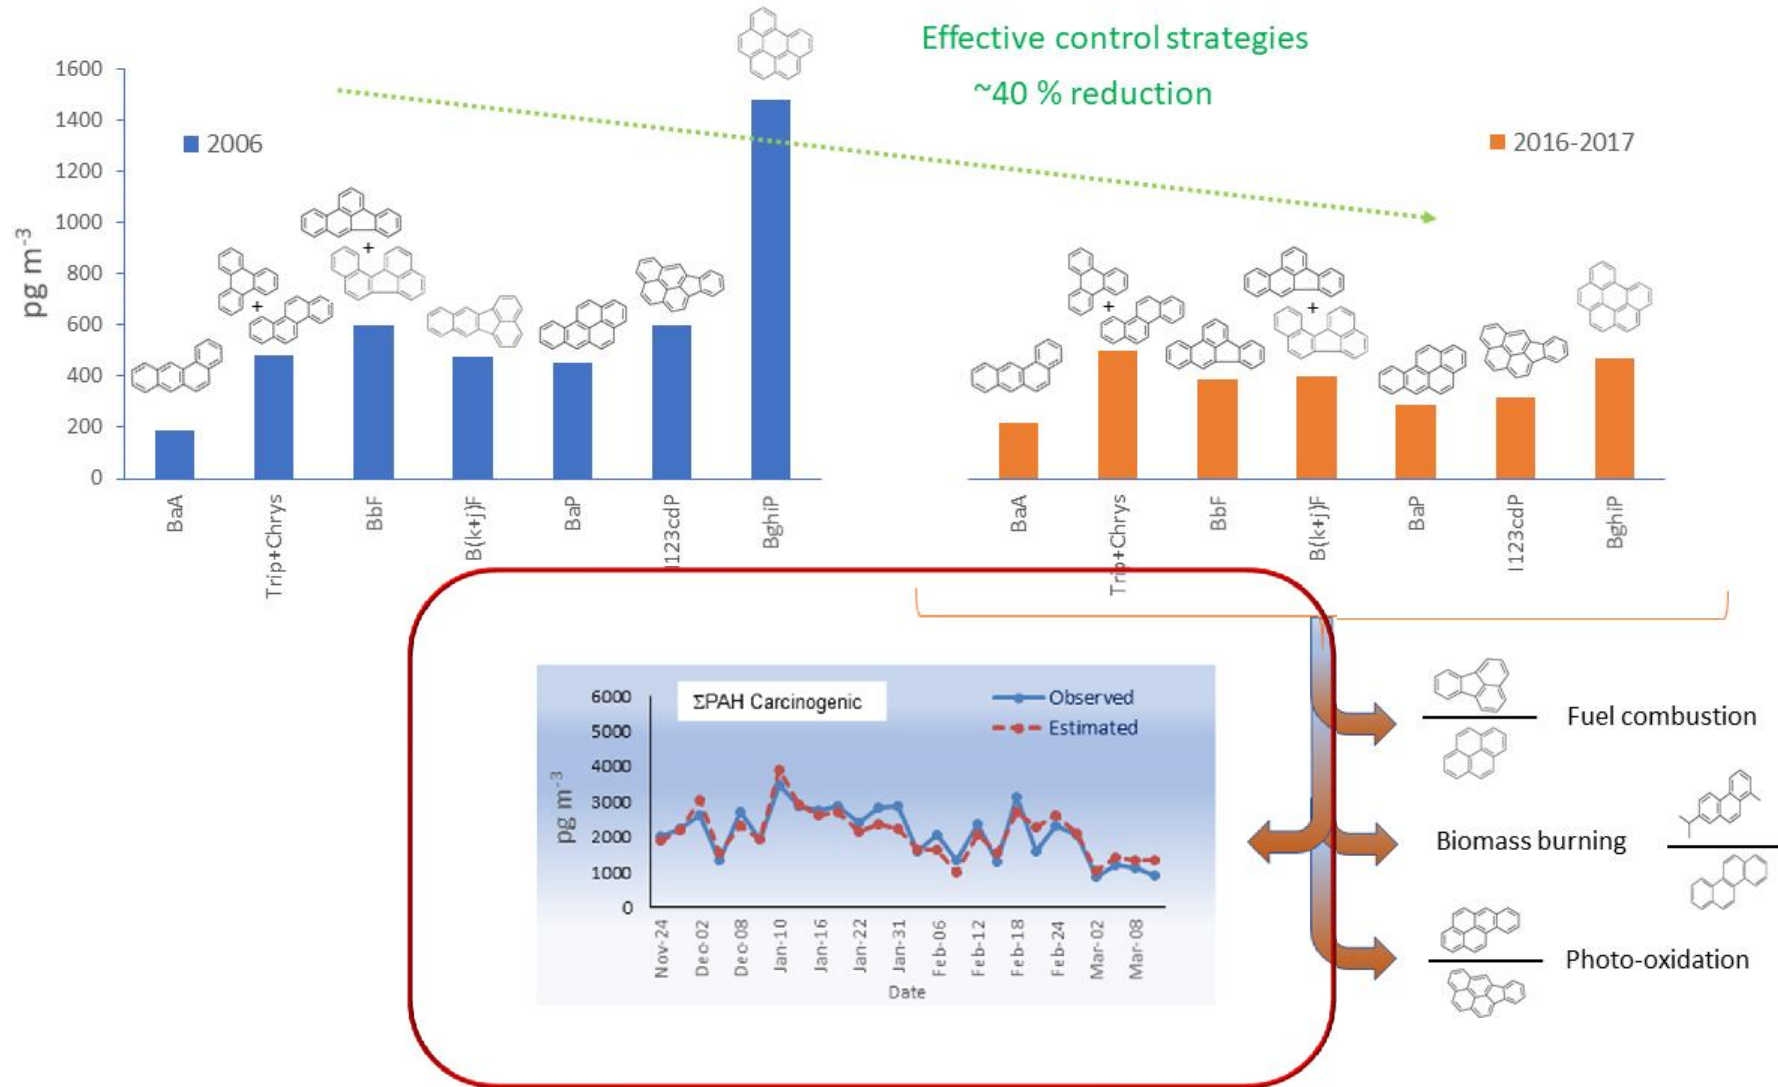 Effective control strategies
~40 % reduction
1600
1400
1200
1000
800
600
400
200
0
pg m-3
2006
2016-2017
+
+
+
+
BaA
Trip+Chrys
BbF
B(k+j)F
BaP
I123cdP
BghiP
BaA
Trip+Chrys
BbF
B(k+j)F
BaP
I123cdP
BghiP
ΣPAH Carcinogenic
Observed
Estimated
6000
5000
4000
3000
2000
1000
0
pg m-3
Nov-24
Dec-02
Dec-08
Jan-10
Jan-16
Jan-22
Jan-31
Feb-06
Feb-12
Feb-18
Feb-24
Mar-02
Mar-08
Date
Fuel combustion
Biomass burning
Photo-oxidation